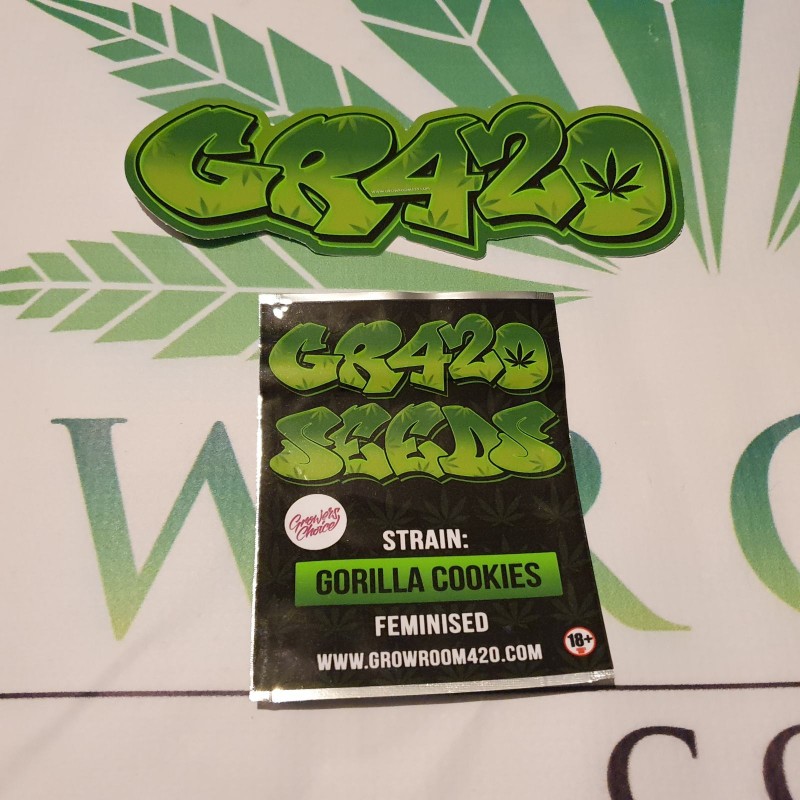 GR420
GR420
SEEDS
Growers
Choice
STRAIN:
GORILLA COOKIES
FEMINISED
18+
WWW.GROWROOM420.COM